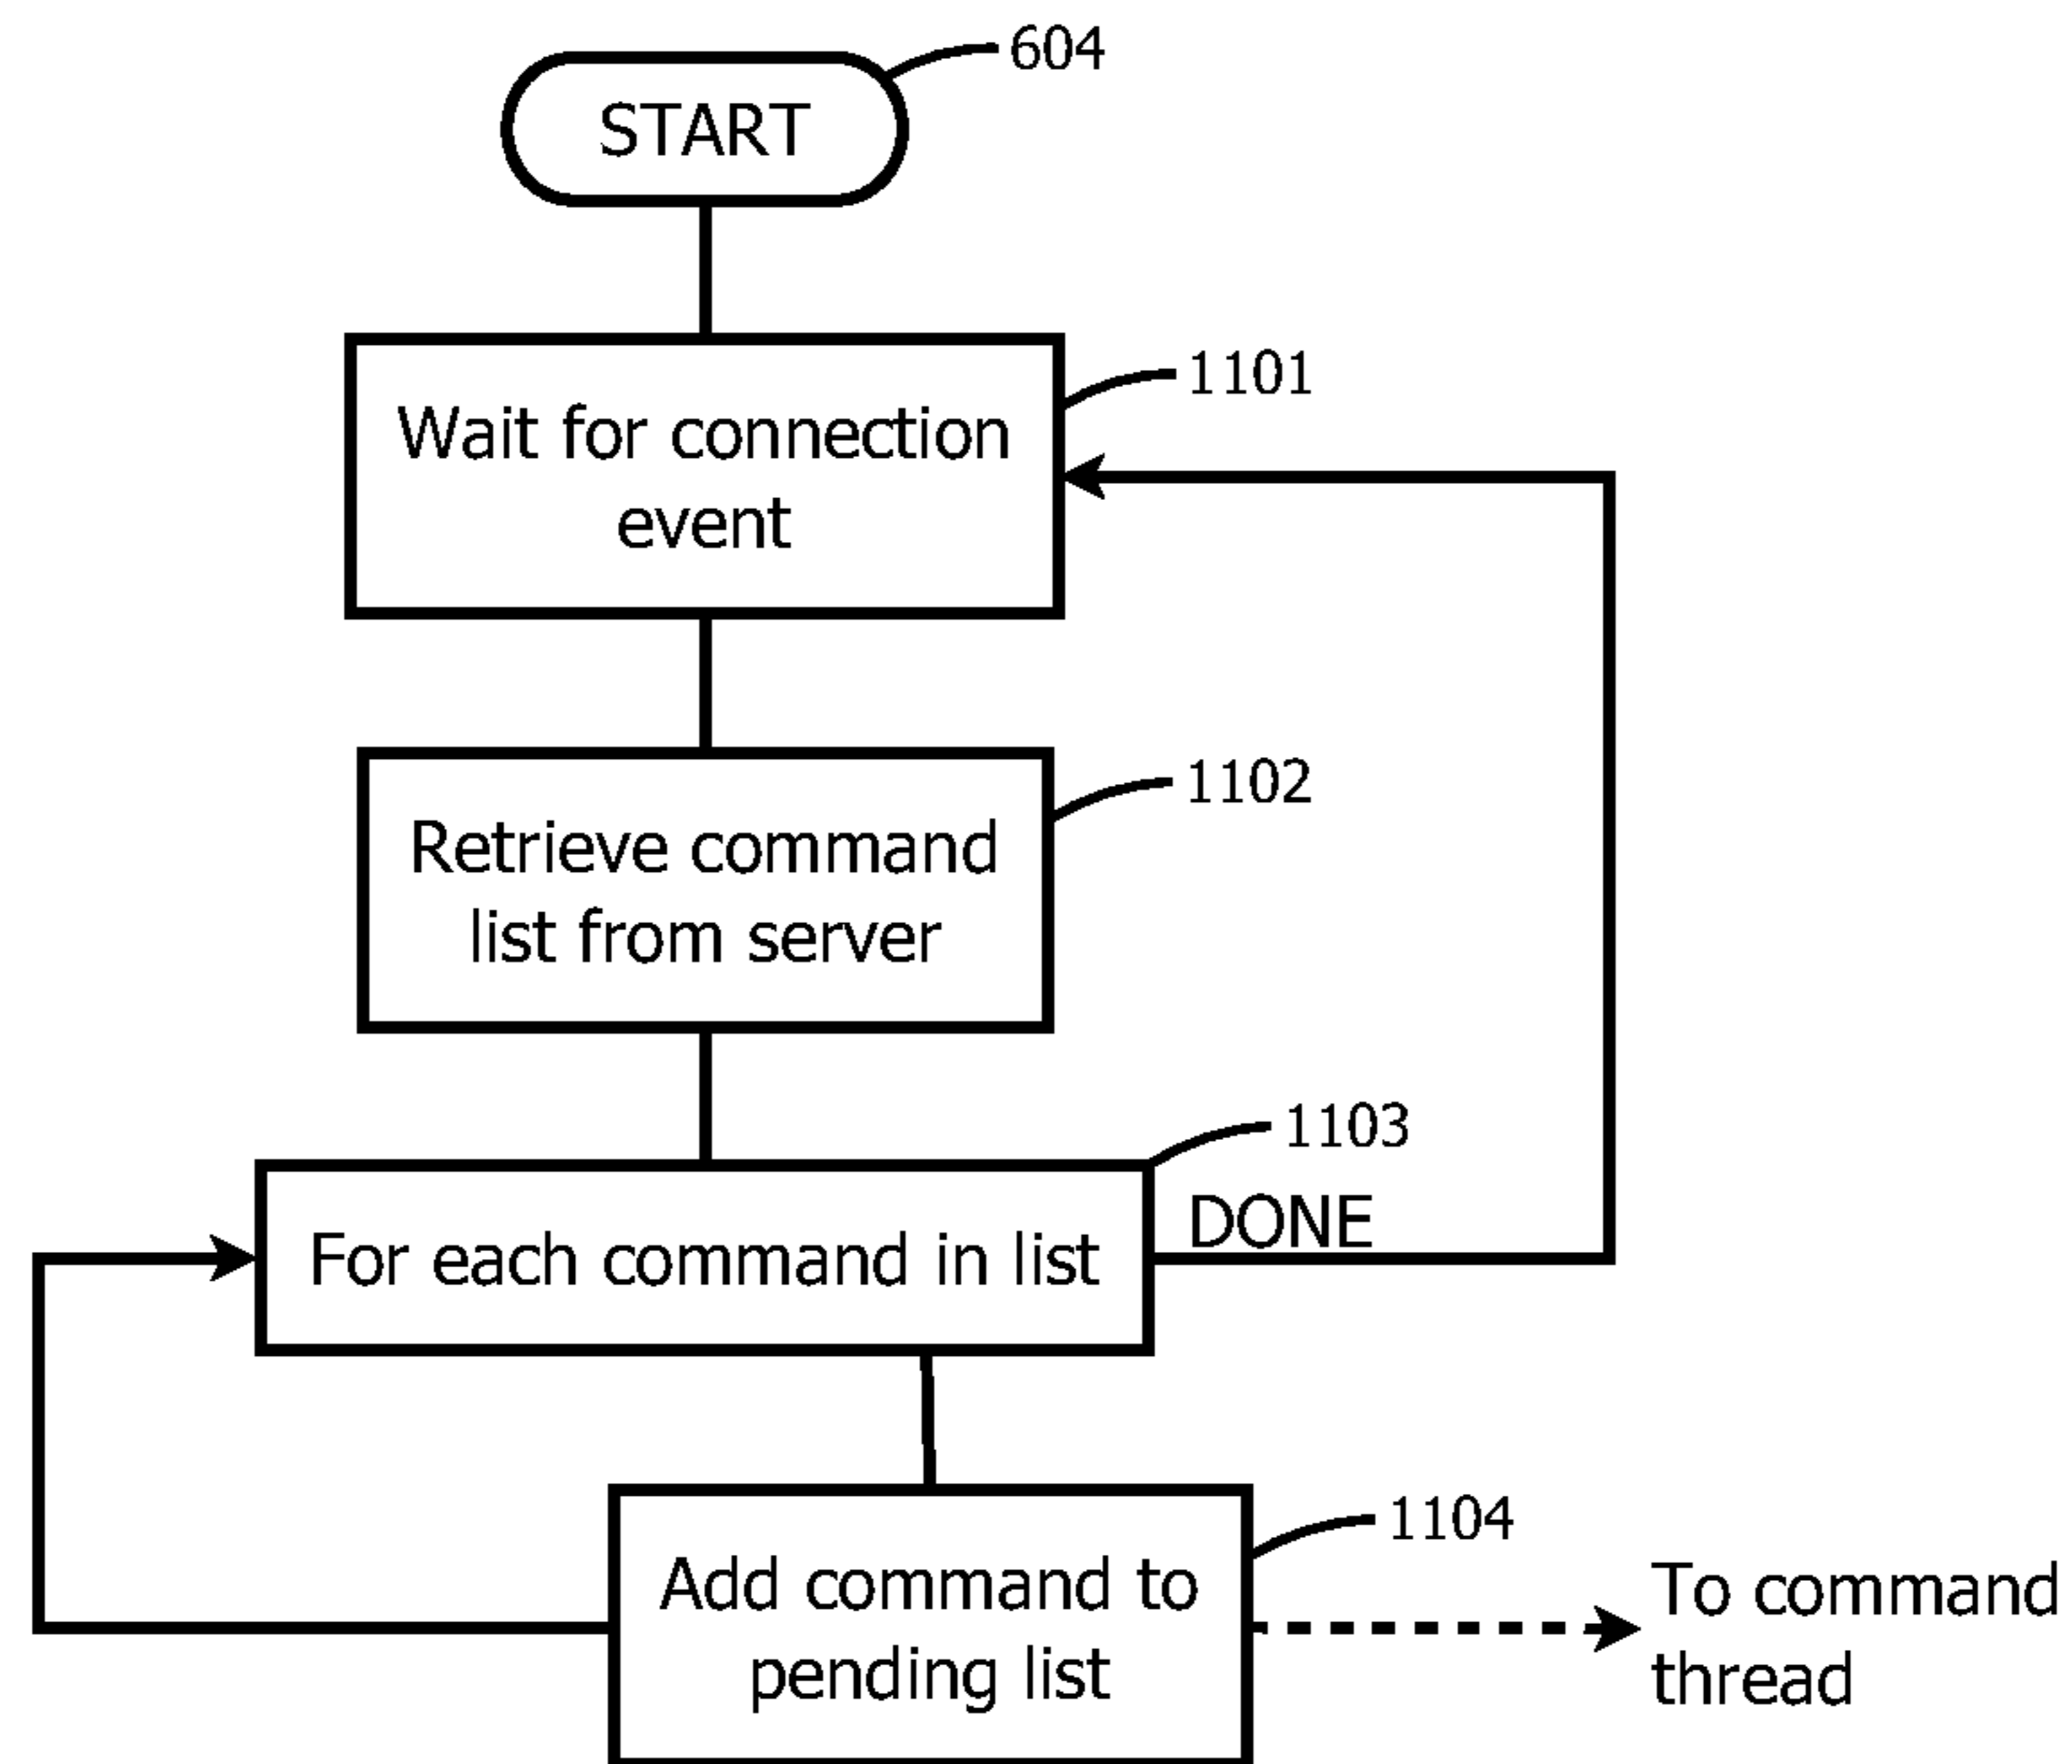 604
START
1101
Wait for connection
event
1102
Retrieve command
list from server
1103
DONE
For each command in list
1104
Add command to
pending list
To command
thread